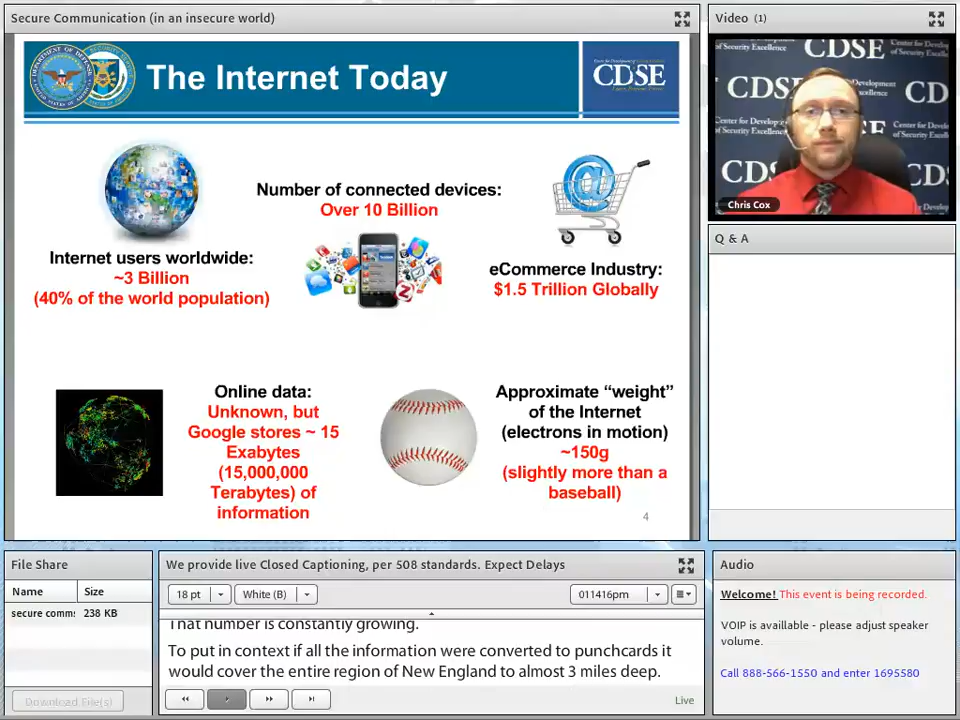 Secure Communication (in an insecure world)
The Internet Today
CDSE
Number of connected devices:
Over 10 Billion
Internet users worldwide:
~3 Billion
(40% of the world population)
eCommerce Industry:
$1.5 Trillion Globally
Online data:
Unknown, but
Google stores ~ 15
Exabytes
(15,000,000
Terabytes) of
information
Approximate “weight”
of the Internet
(electrons in motion)
~150g
(slightly more than a
baseball)
4
Video (1)
Center for Development
of Security Excellence
CDSE
Chris Cox
Q & A
File Share
Name Size
secure comm: 238 KB
Download File(s)
We provide live Closed Captioning, per 508 standards. Expect Delays
18 pt White (B) 011416pm
That number is constantly growing.
To put in context if all the information were converted to punchcards it
would cover the entire region of New England to almost 3 miles deep.
Live
Audio
Welcome! This event is being recorded.
VOIP is availlable - please adjust speaker
volume.
Call 888-566-1550 and enter 1695580